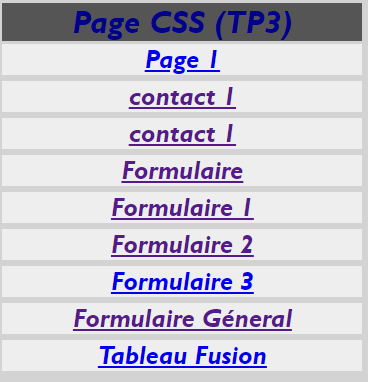 Page CSS (TP3)
Page 1
contact 1
contact 1
Formulaire
Formulaire 1
Formulaire 2
Formulaire 3
Formulaire Géneral
Tableau Fusion